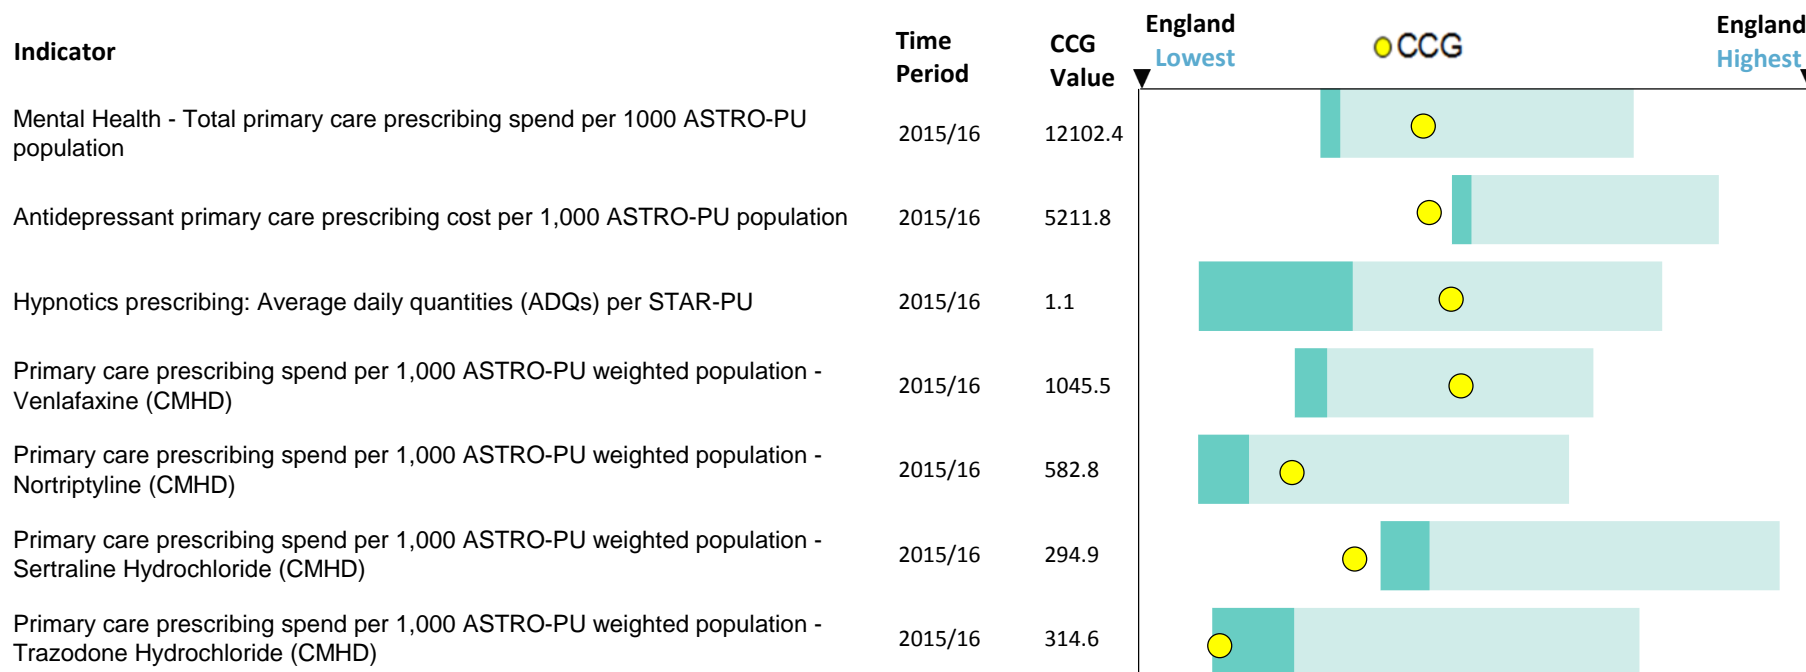 Indicator
Time
Period
CCG
Value
England
Lowest
CCG
England
Highest
Mental Health - Total primary care prescribing spend per 1000 ASTRO-PU
population
2015/16
12102.4
Antidepressant primary care prescribing cost per 1,000 ASTRO-PU population
2015/16
5211.8
Hypnotics prescribing: Average daily quantities (ADQs) per STAR-PU
2015/16
1.1
Primary care prescribing spend per 1,000 ASTRO-PU weighted population -
Venlafaxine (CMHD)
2015/16
1045.5
Primary care prescribing spend per 1,000 ASTRO-PU weighted population -
Nortriptyline (CMHD)
2015/16
582.8
Primary care prescribing spend per 1,000 ASTRO-PU weighted population -
Sertraline Hydrochloride (CMHD)
2015/16
294.9
Primary care prescribing spend per 1,000 ASTRO-PU weighted population -
Trazodone Hydrochloride (CMHD)
2015/16
314.6